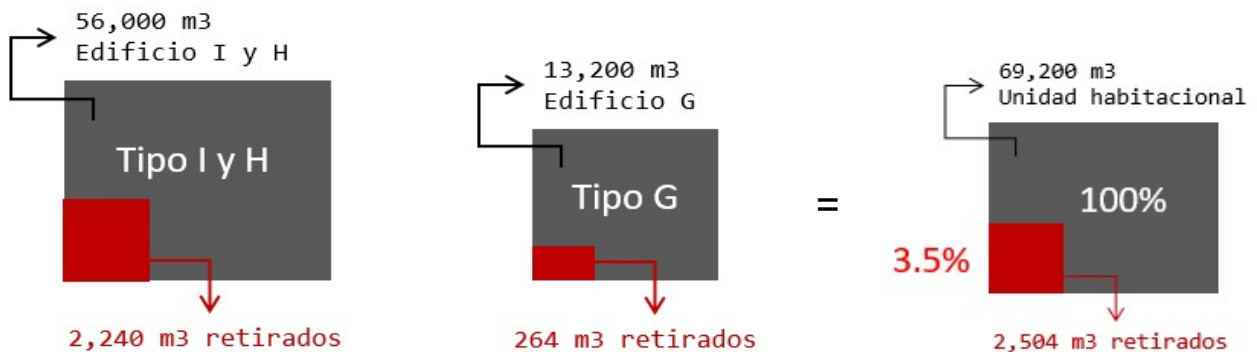 56,000 m3
Edificio I y H
Tipo I y H
2,240 m3 retirados
13,200 m3
Edificio G
Tipo G
264 m3 retirados
=
69,200 m3
Unidad habitacional
100%
3.5%
2,504 m3 retirados